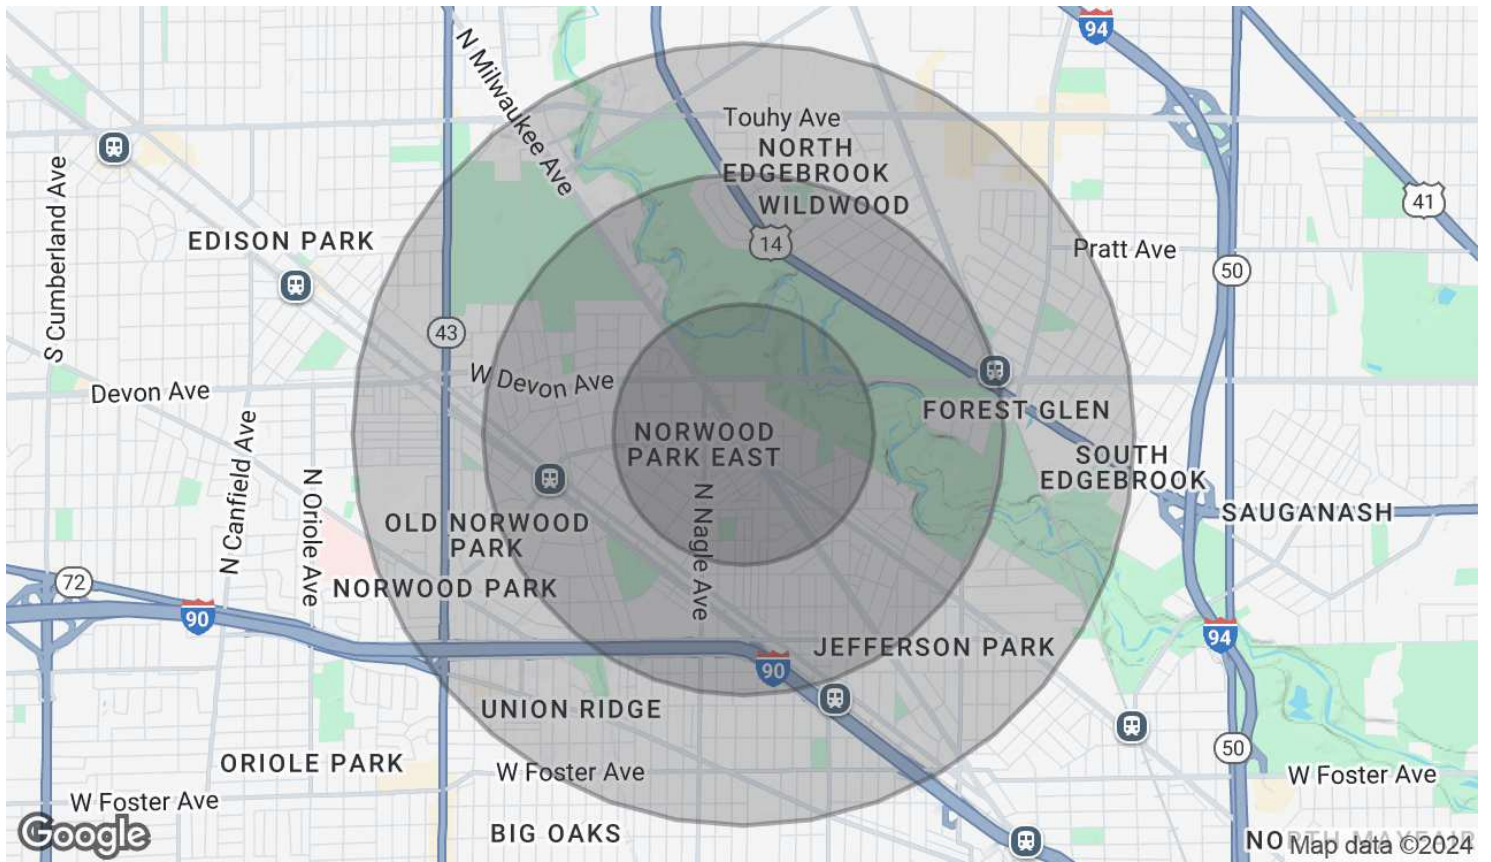 94
N Milwaukee Ave
Touhy Ave
NORTH
EDGEBROOK
WILDWOOD
S Cumberland Ave
41
EDISON PARK
14
Pratt Ave
50
43
W Devon Ave
Devon Ave
FOREST GLEN
NORWOOD
PARK EAST
SOUTH
EDGEBROOK
N Canfield Ave
N Oriole Ave
N Nagle Ave
SAUGANASH
OLD NORWOOD
PARK
72
NORWOOD PARK
90
94
JEFFERSON PARK
90
UNION RIDGE
50
ORIOLE PARK
W Foster Ave
W Foster Ave
W Foster Ave
BIG OAKS
Google
NORTH MAYFAIR
Map data ©2024